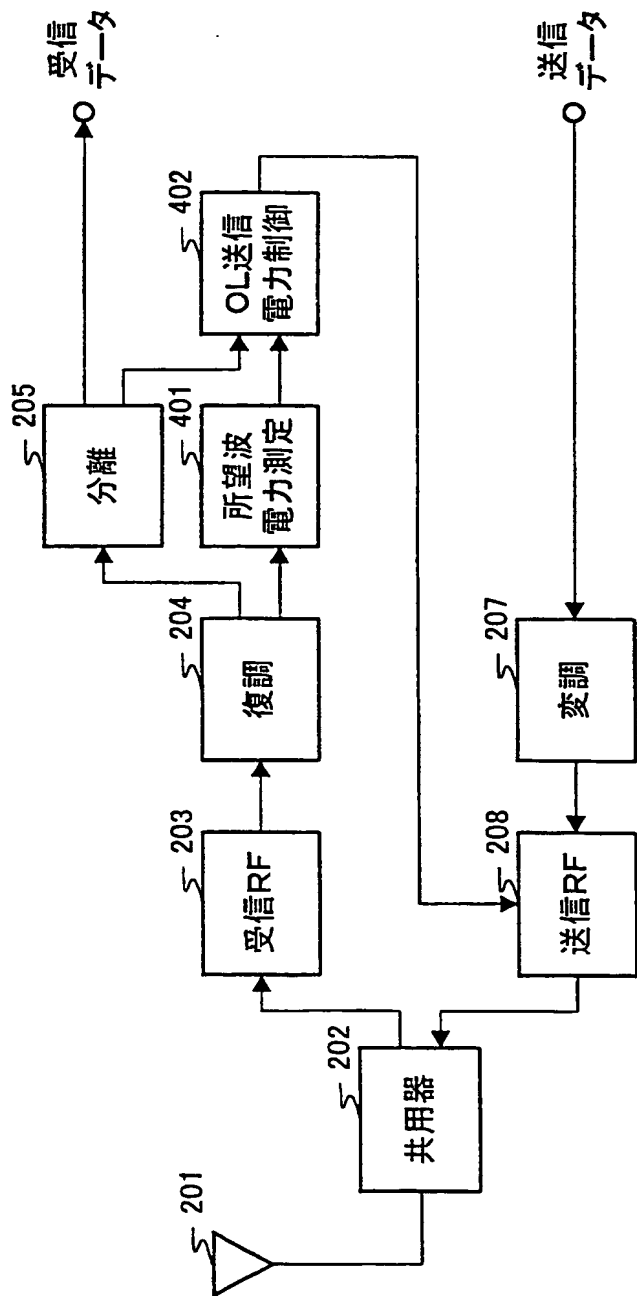 201
202
共用器
203
受信RF
204
復調
205
分離
受信
データ
401
所望波
電力測定
402
OL送信
電力制御
208
送信RF
207
変調
送信
データ